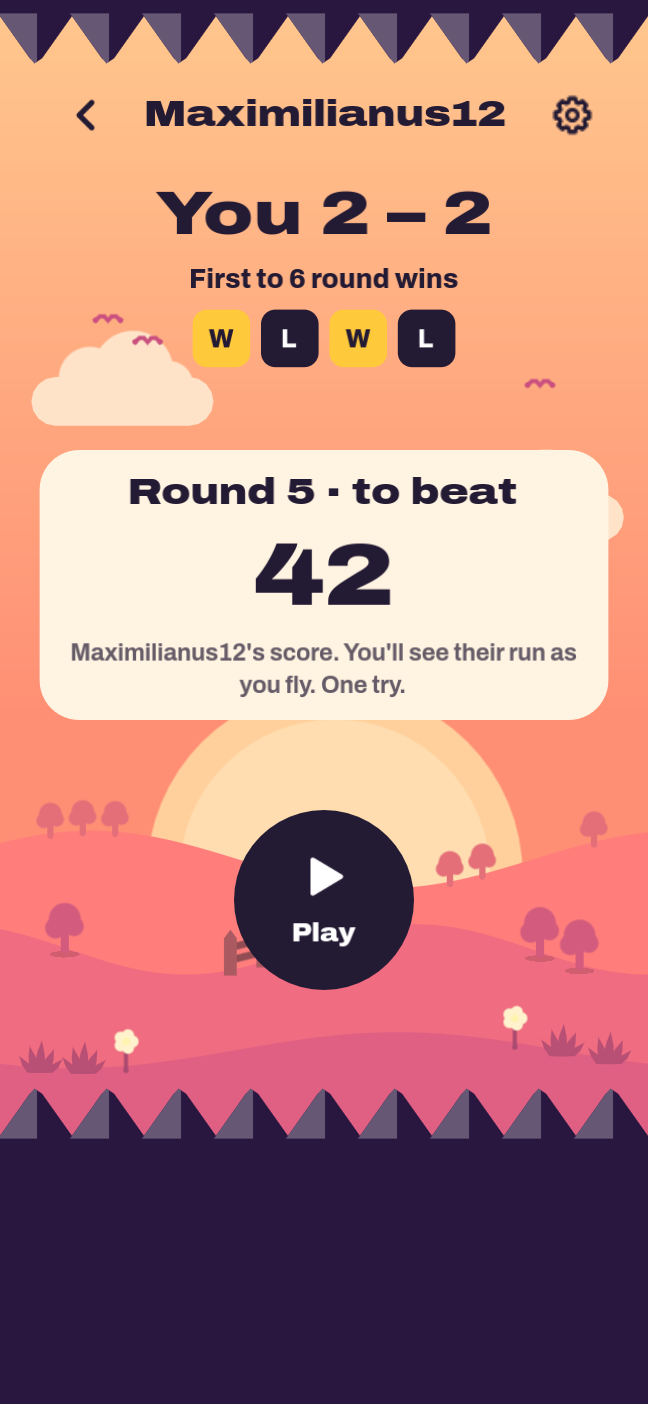 Maximilianus12
You 2 – 2
First to 6 round wins
W L W L
Round 5 · to beat
42
Maximilianus12's score. You'll see their run as
you fly. One try.
Play